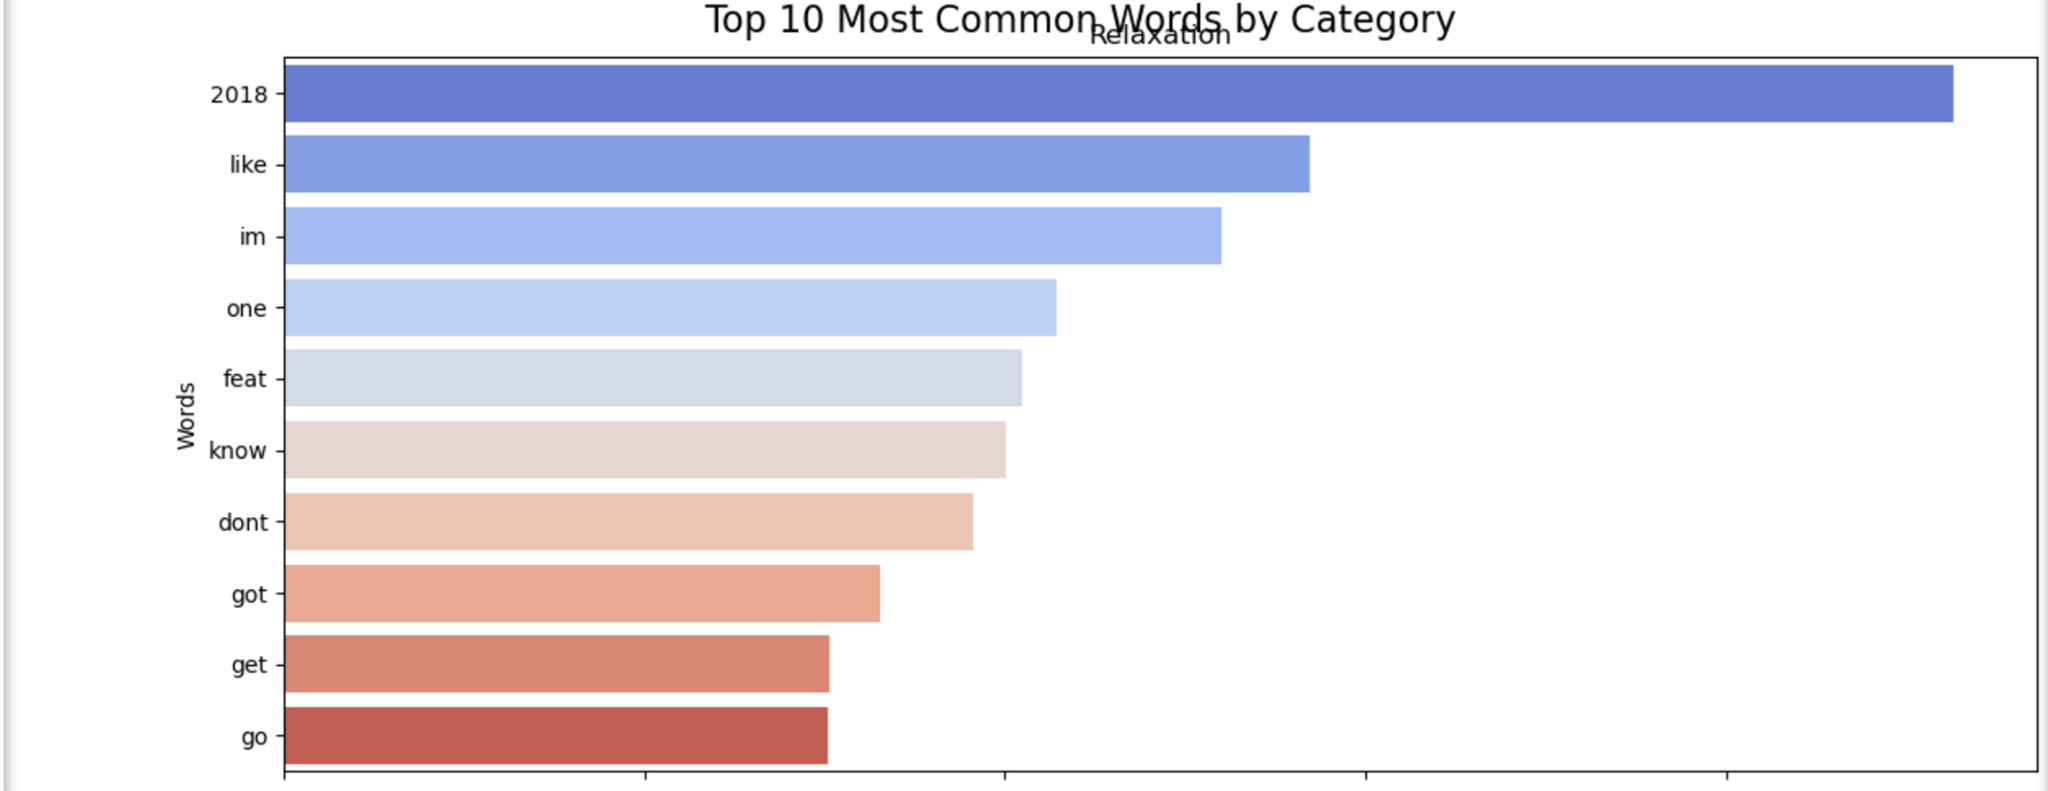 Top 10 Most Common Words by Category
Relaxation
2018
like
im
one
feat
Words
know
dont
got
get
go